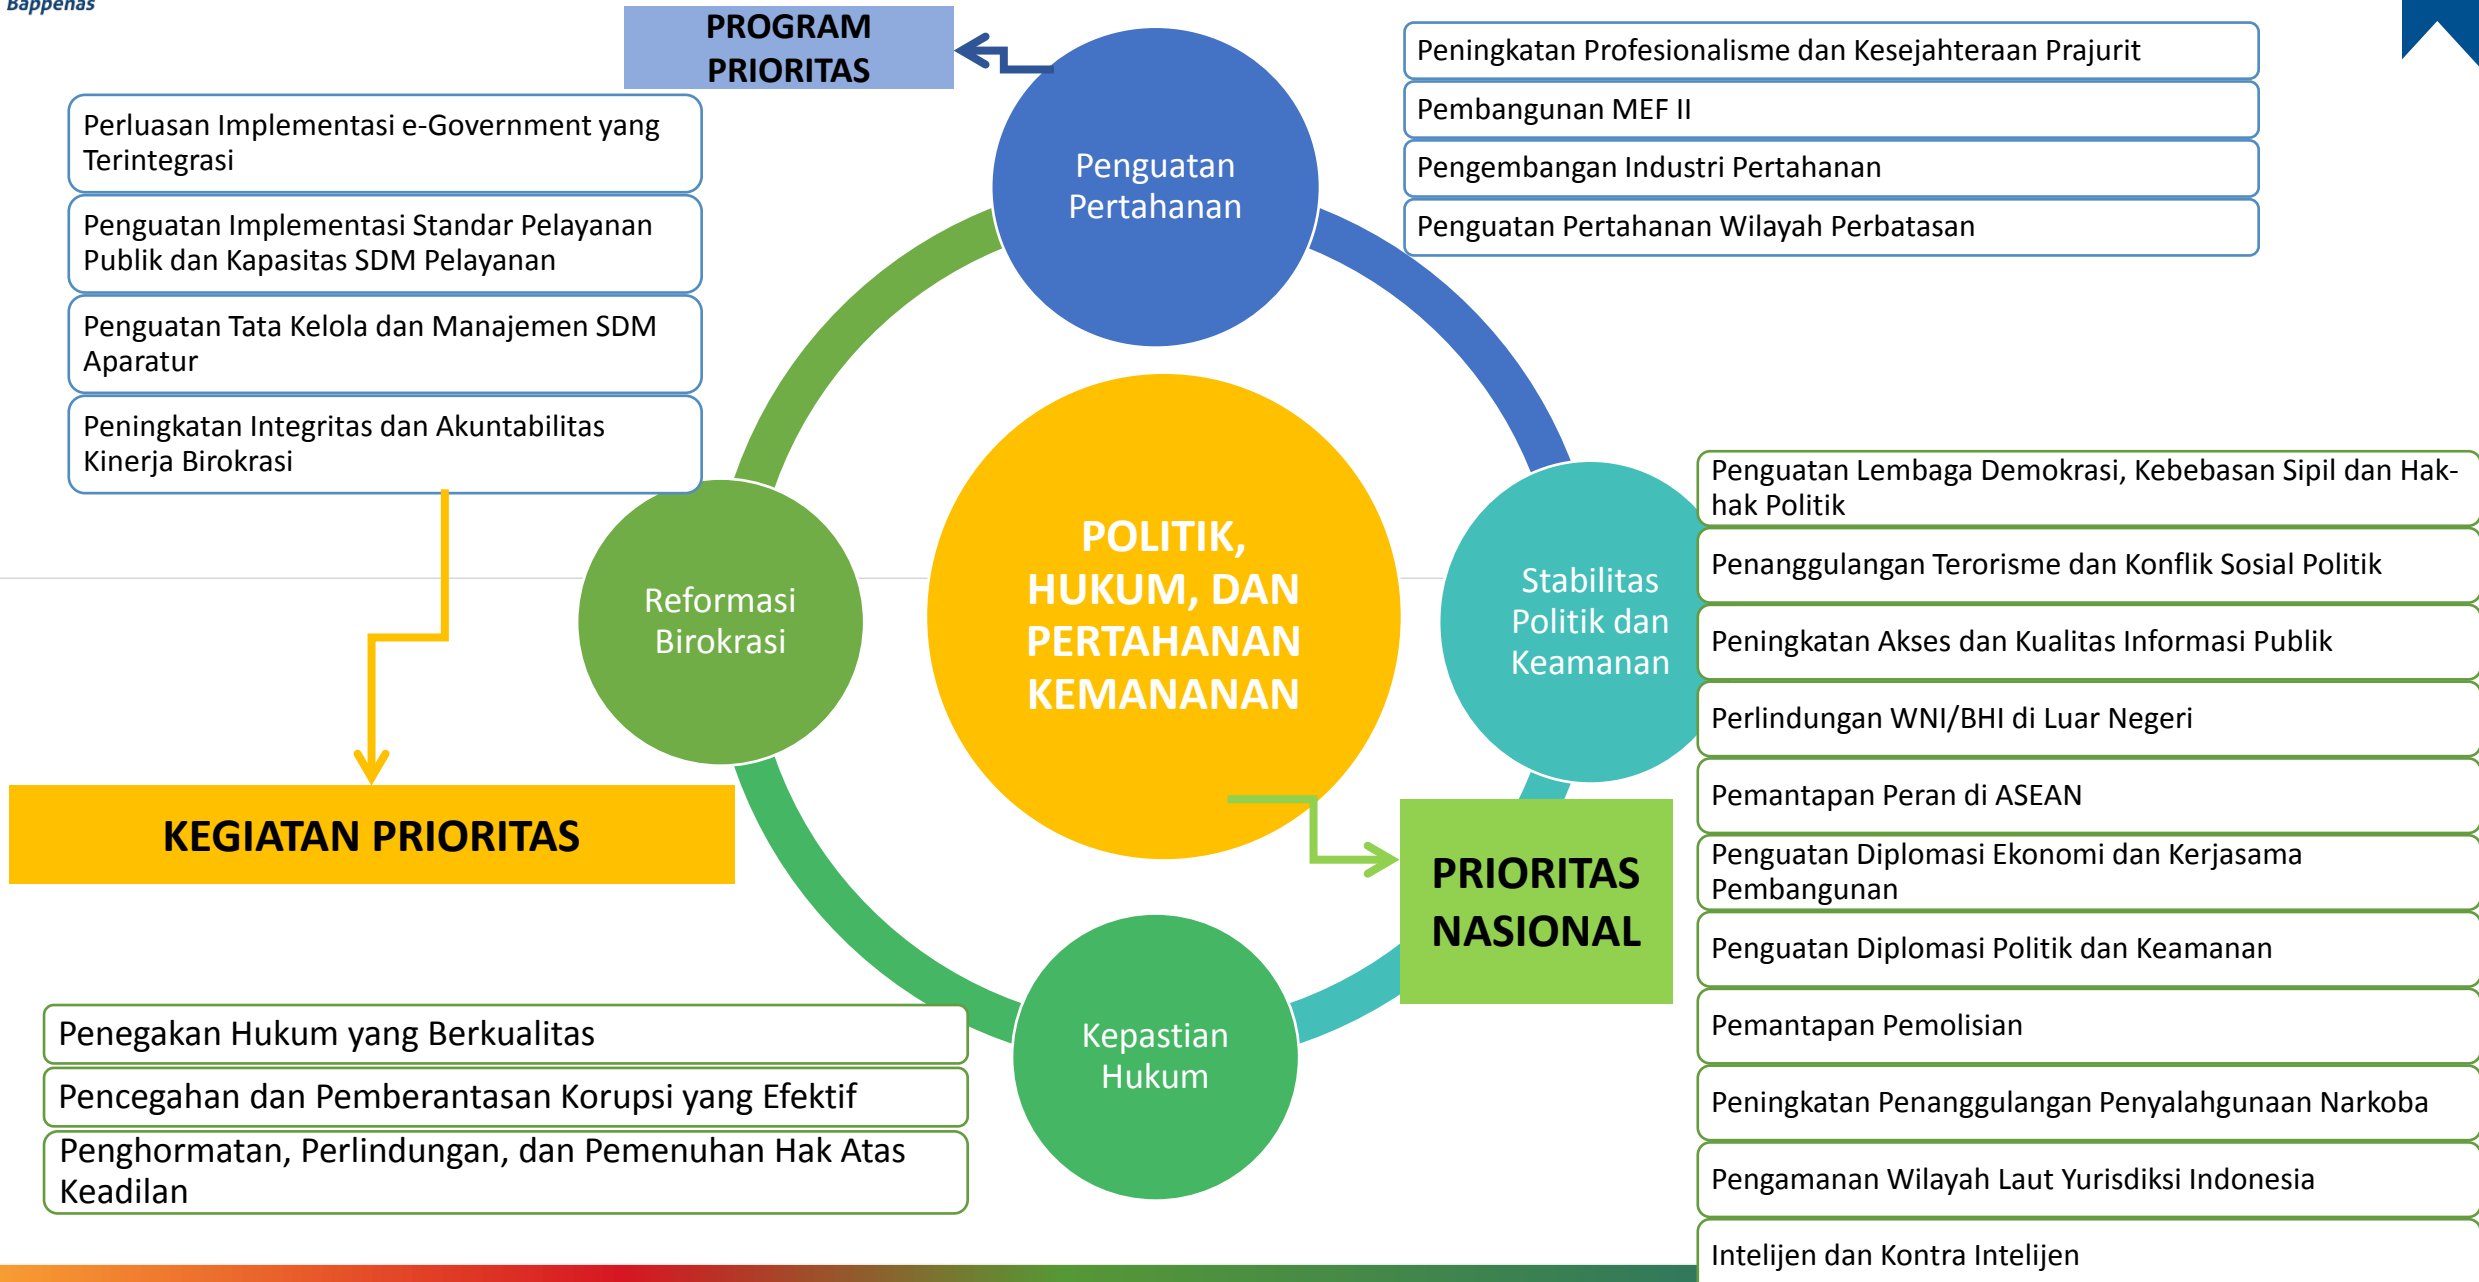 Bappenas
PROGRAM
PRIORITAS
Perluasan Implementasi e-Government yang
Terintegrasi
Penguatan Implementasi Standar Pelayanan
Publik dan Kapasitas SDM Pelayanan
Penguatan Tata Kelola dan Manajemen SDM
Aparatur
Peningkatan Integritas dan Akuntabilitas
Kinerja Birokrasi
Penguatan
Pertahanan
Peningkatan Profesionalisme dan Kesejahteraan Prajurit
Pembangunan MEF II
Pengembangan Industri Pertahanan
Penguatan Pertahanan Wilayah Perbatasan
Reformasi
Birokrasi
POLITIK,
HUKUM, DAN
PERTAHANAN
KEMANANAN
Stabilitas
Politik dan
Keamanan
Penguatan Lembaga Demokrasi, Kebebasan Sipil dan Hak-
hak Politik
Penanggulangan Terorisme dan Konflik Sosial Politik
Peningkatan Akses dan Kualitas Informasi Publik
Perlindungan WNI/BHI di Luar Negeri
Pemantapan Peran di ASEAN
Penguatan Diplomasi Ekonomi dan Kerjasama
Pembangunan
Penguatan Diplomasi Politik dan Keamanan
Pemantapan Pemolisian
Peningkatan Penanggulangan Penyalahgunaan Narkoba
Pengamanan Wilayah Laut Yurisdiksi Indonesia
Intelijen dan Kontra Intelijen
KEGIATAN PRIORITAS
PRIORITAS
NASIONAL
Penegakan Hukum yang Berkualitas
Pencegahan dan Pemberantasan Korupsi yang Efektif
Penghormatan, Perlindungan, dan Pemenuhan Hak Atas
Keadilan
Kepastian
Hukum